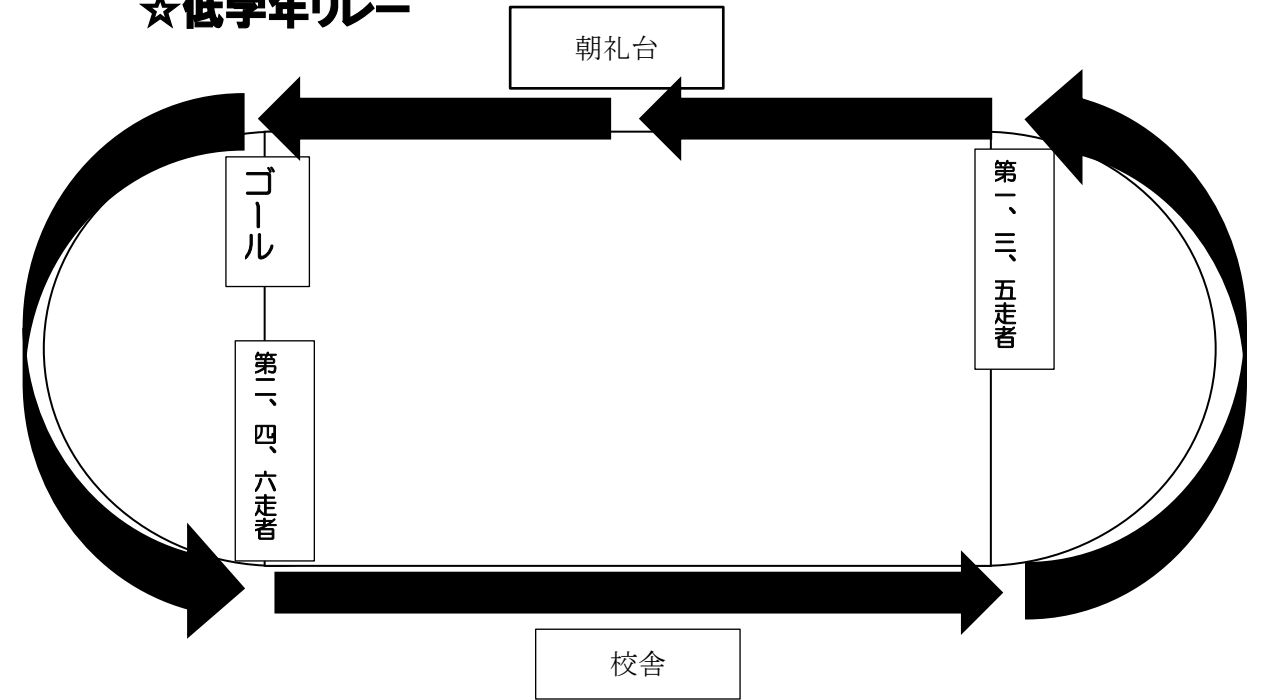 ☆低学年リレー
朝礼台
ゴール
第一、三、五走者
第二、四、六走者
校舎